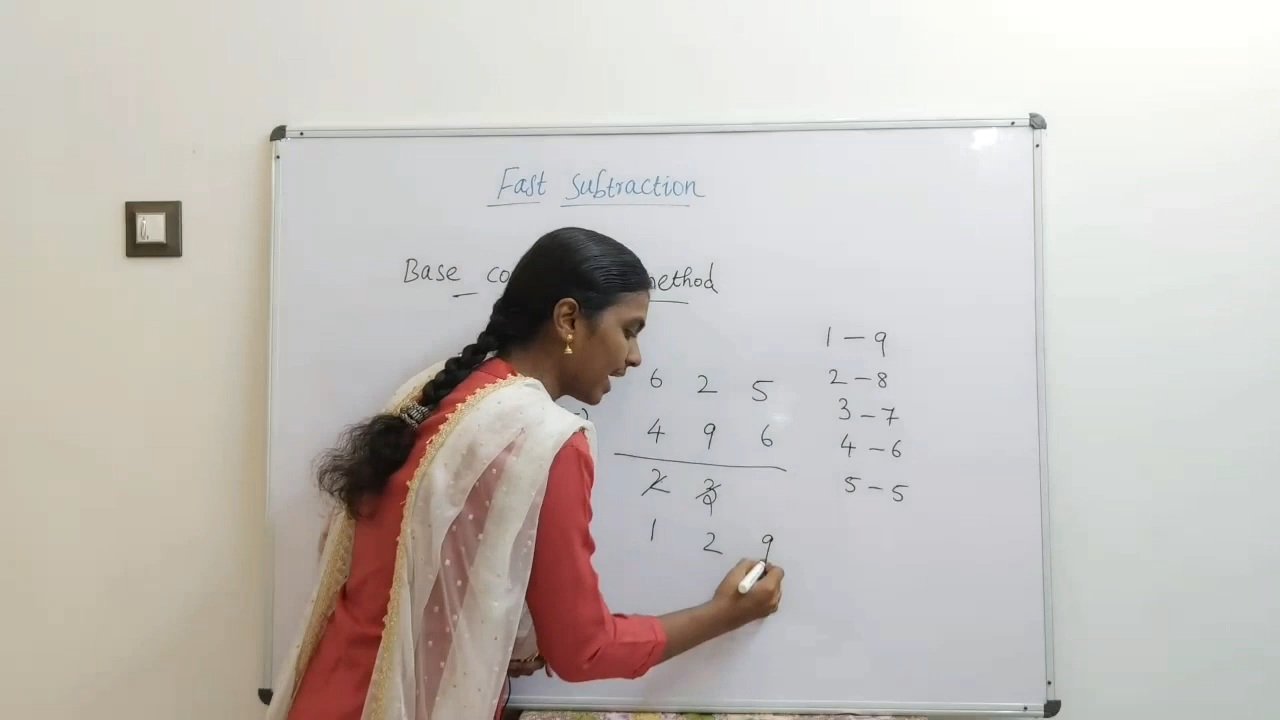 Fast Subtraction
Base method
6 2 5
4 9 6
2 3
1 2 9
1 - 9
2 - 8
3 - 7
4 - 6
5 - 5